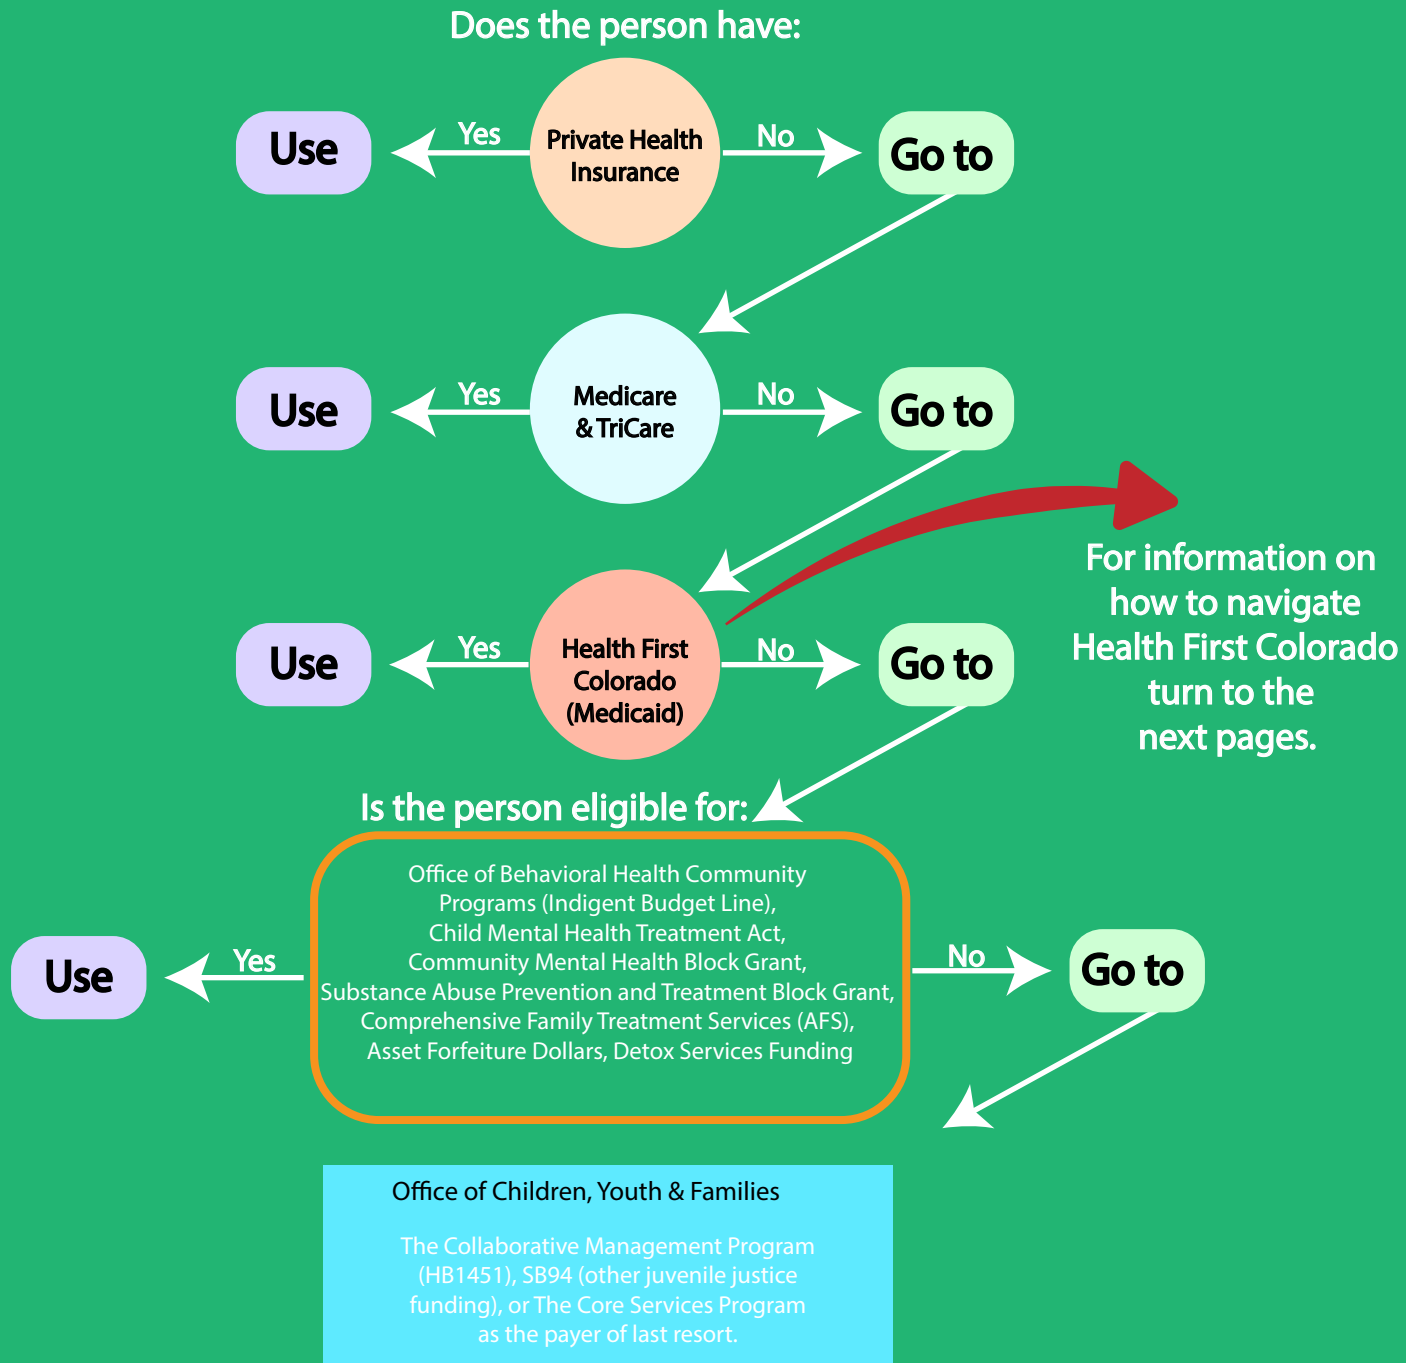 Does the person have:
Use
Yes
Private Health
Insurance
No
Go to
Use
Yes
Medicare
& TriCare
No
Go to
For information on
how to navigate
Health First Colorado
turn to the
next pages.
Use
Yes
Health First
Colorado
(Medicaid)
No
Go to
Is the person eligible for:
Office of Behavioral Health Community
Programs (Indigent Budget Line),
Child Mental Health Treatment Act,
Community Mental Health Block Grant,
Substance Abuse Prevention and Treatment Block Grant,
Comprehensive Family Treatment Services (AFS),
Asset Forfeiture Dollars, Detox Services Funding
Use
Yes
No
Go to
Office of Children, Youth & Families
The Collaborative Management Program
(HB1451), SB94 (other juvenile justice
funding), or The Core Services Program
as the payer of last resort.